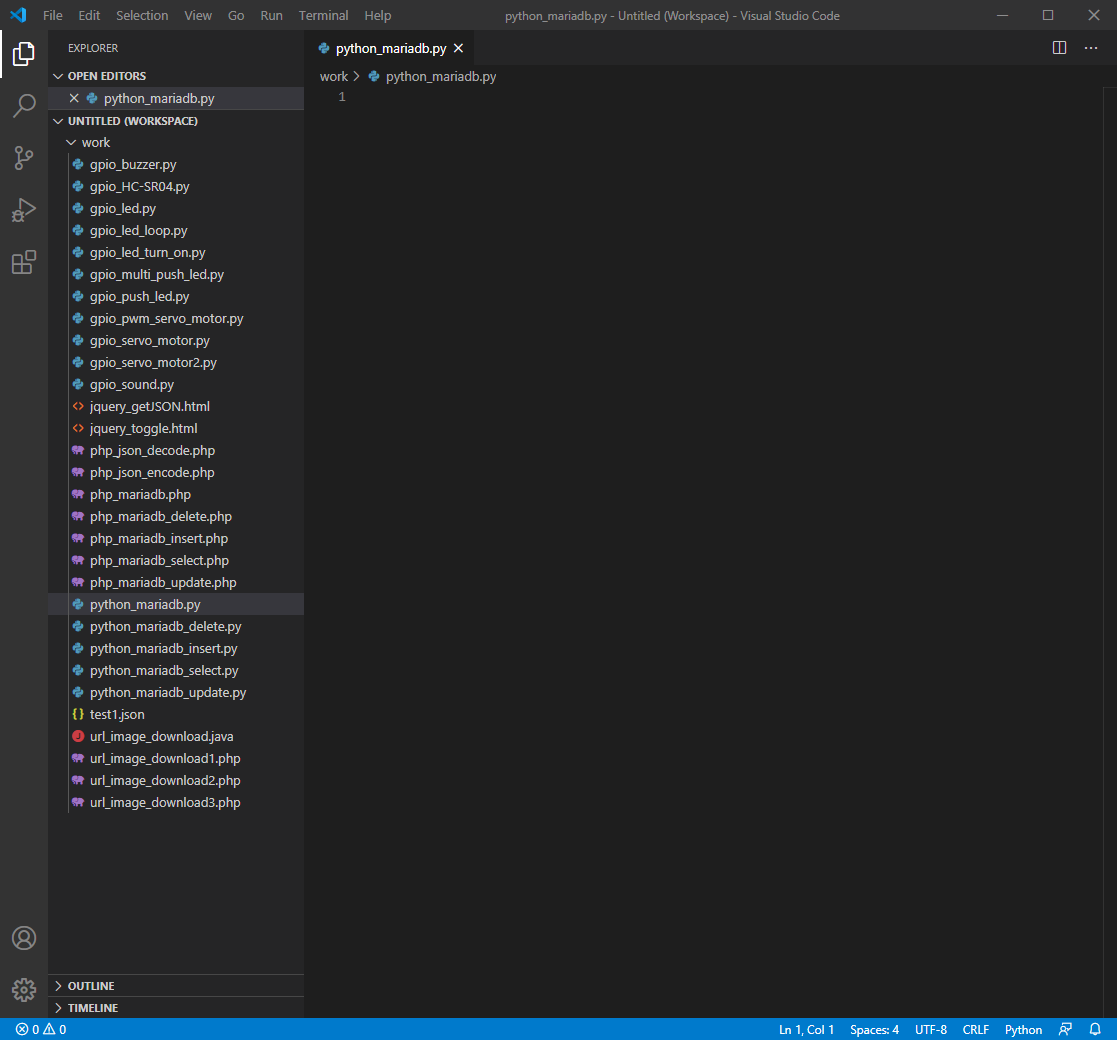 File Edit Selection View Go Run Terminal Help python_mariadb.py - Untitled (Workspace) - Visual Studio Code
EXPLORER
OPEN EDITORS
python_mariadb.py
UNTITLED (WORKSPACE)
work
gpio_buzzer.py
gpio_HC-SR04.py
gpio_led.py
gpio_led_loop.py
gpio_led_turn_on.py
gpio_multi_push_led.py
gpio_push_led.py
gpio_pwm_servo_motor.py
gpio_servo_motor.py
gpio_servo_motor2.py
gpio_sound.py
jquery_getJSON.html
jquery_toggle.html
php_json_decode.php
php_json_encode.php
php_mariadb.php
php_mariadb_delete.php
php_mariadb_insert.php
php_mariadb_select.php
php_mariadb_update.php
python_mariadb.py
python_mariadb_delete.py
python_mariadb_insert.py
python_mariadb_select.py
python_mariadb_update.py
test1.json
url_image_download.java
url_image_download1.php
url_image_download2.php
url_image_download3.php
OUTLINE
TIMELINE
python_mariadb.py
work > python_mariadb.py
1
0 0 Ln 1, Col 1 Spaces: 4 UTF-8 CRLF Python